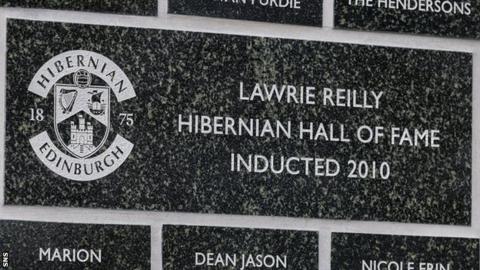 PURDIE
THE HENDERSONS
HIBERNIAN
18 75
EDINBURGH
LAWRIE REILLY
HIBERNIAN HALL OF FAME
INDUCTED 2010
MARION
DEAN JASON
NICOLE ERIN
SNS